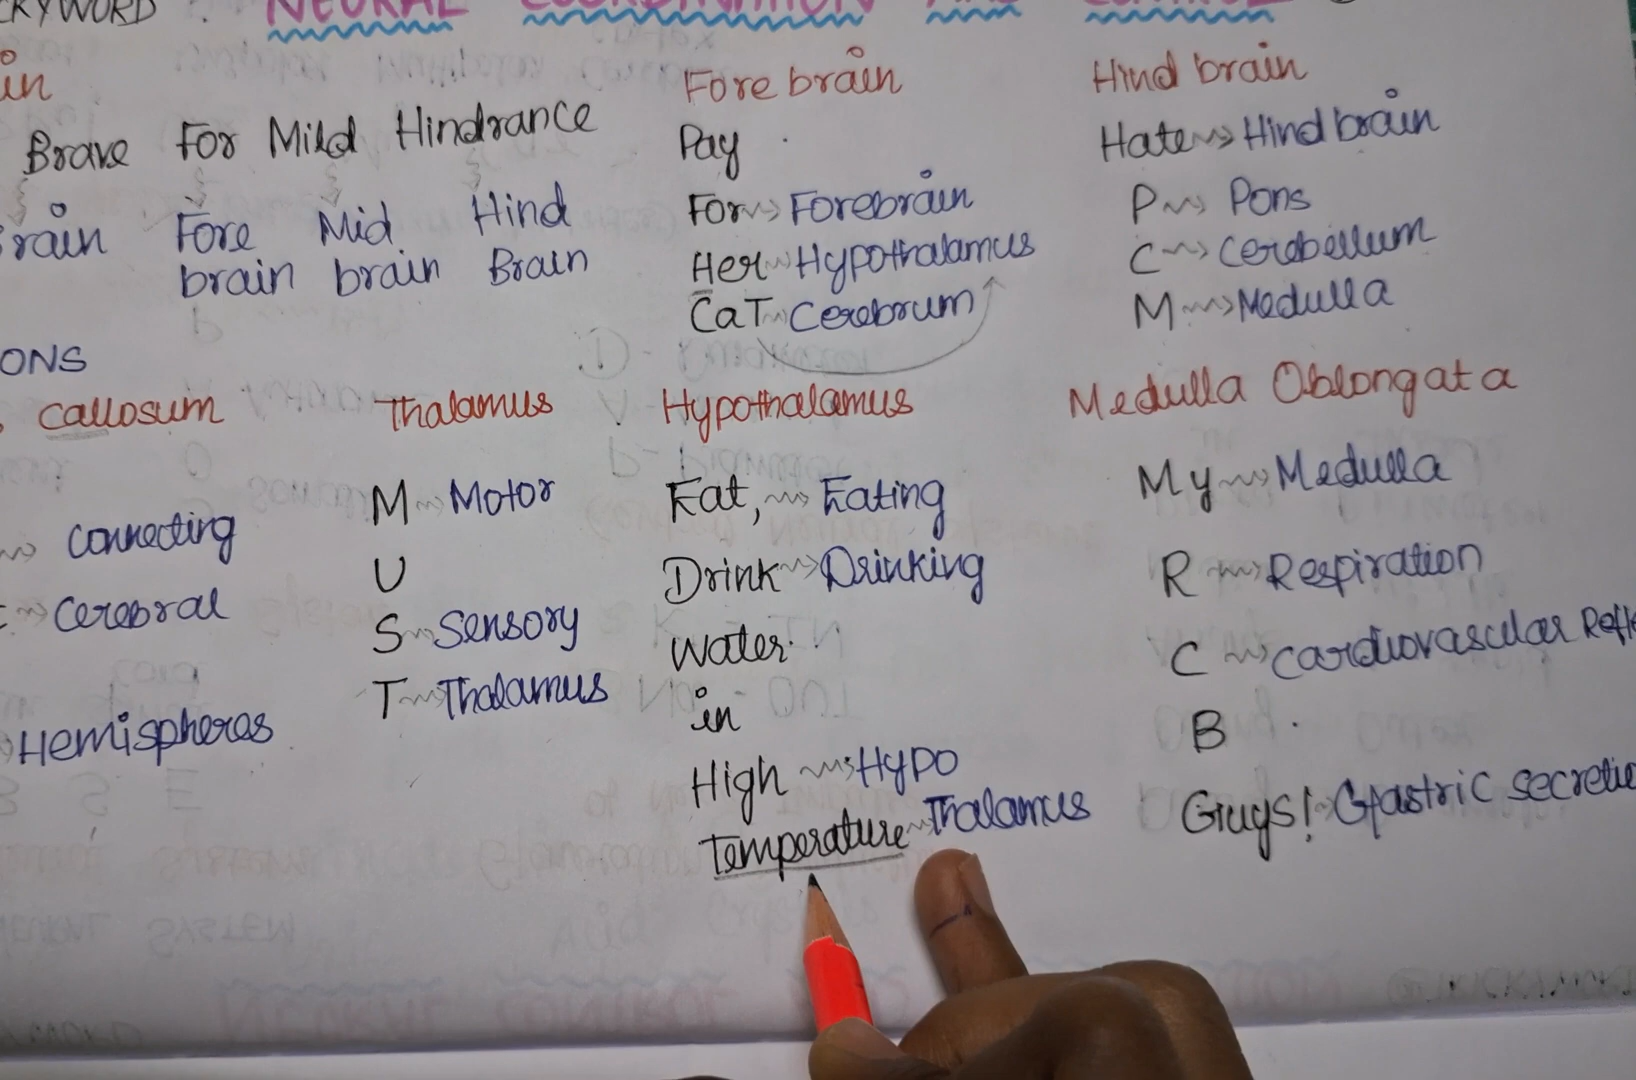 KYWORD : NEURAL COORDINATION AND CONTROL
in
Brave For Mild Hindrance
rain Fore Mid Hind
brain brain Brain
Fore brain
Pay
For Forebrain
Her Hypothalamus
CaT Cerebrum
Hind brain
Hate Hind brain
P Pons
C Cerebellum
M Medulla
ONS
callosum
connecting
cerebral
Hemispheres
Thalamus
M Motor
U
S Sensory
T Thalamus
Hypothalamus
Eat, Eating
Drink Drinking
Water
in
High Hypo
Temperature Thalamus
Medulla Oblongata
My Medulla
R Respiration
C Cardiovascular Refle
B
Guys! Gastric secretio